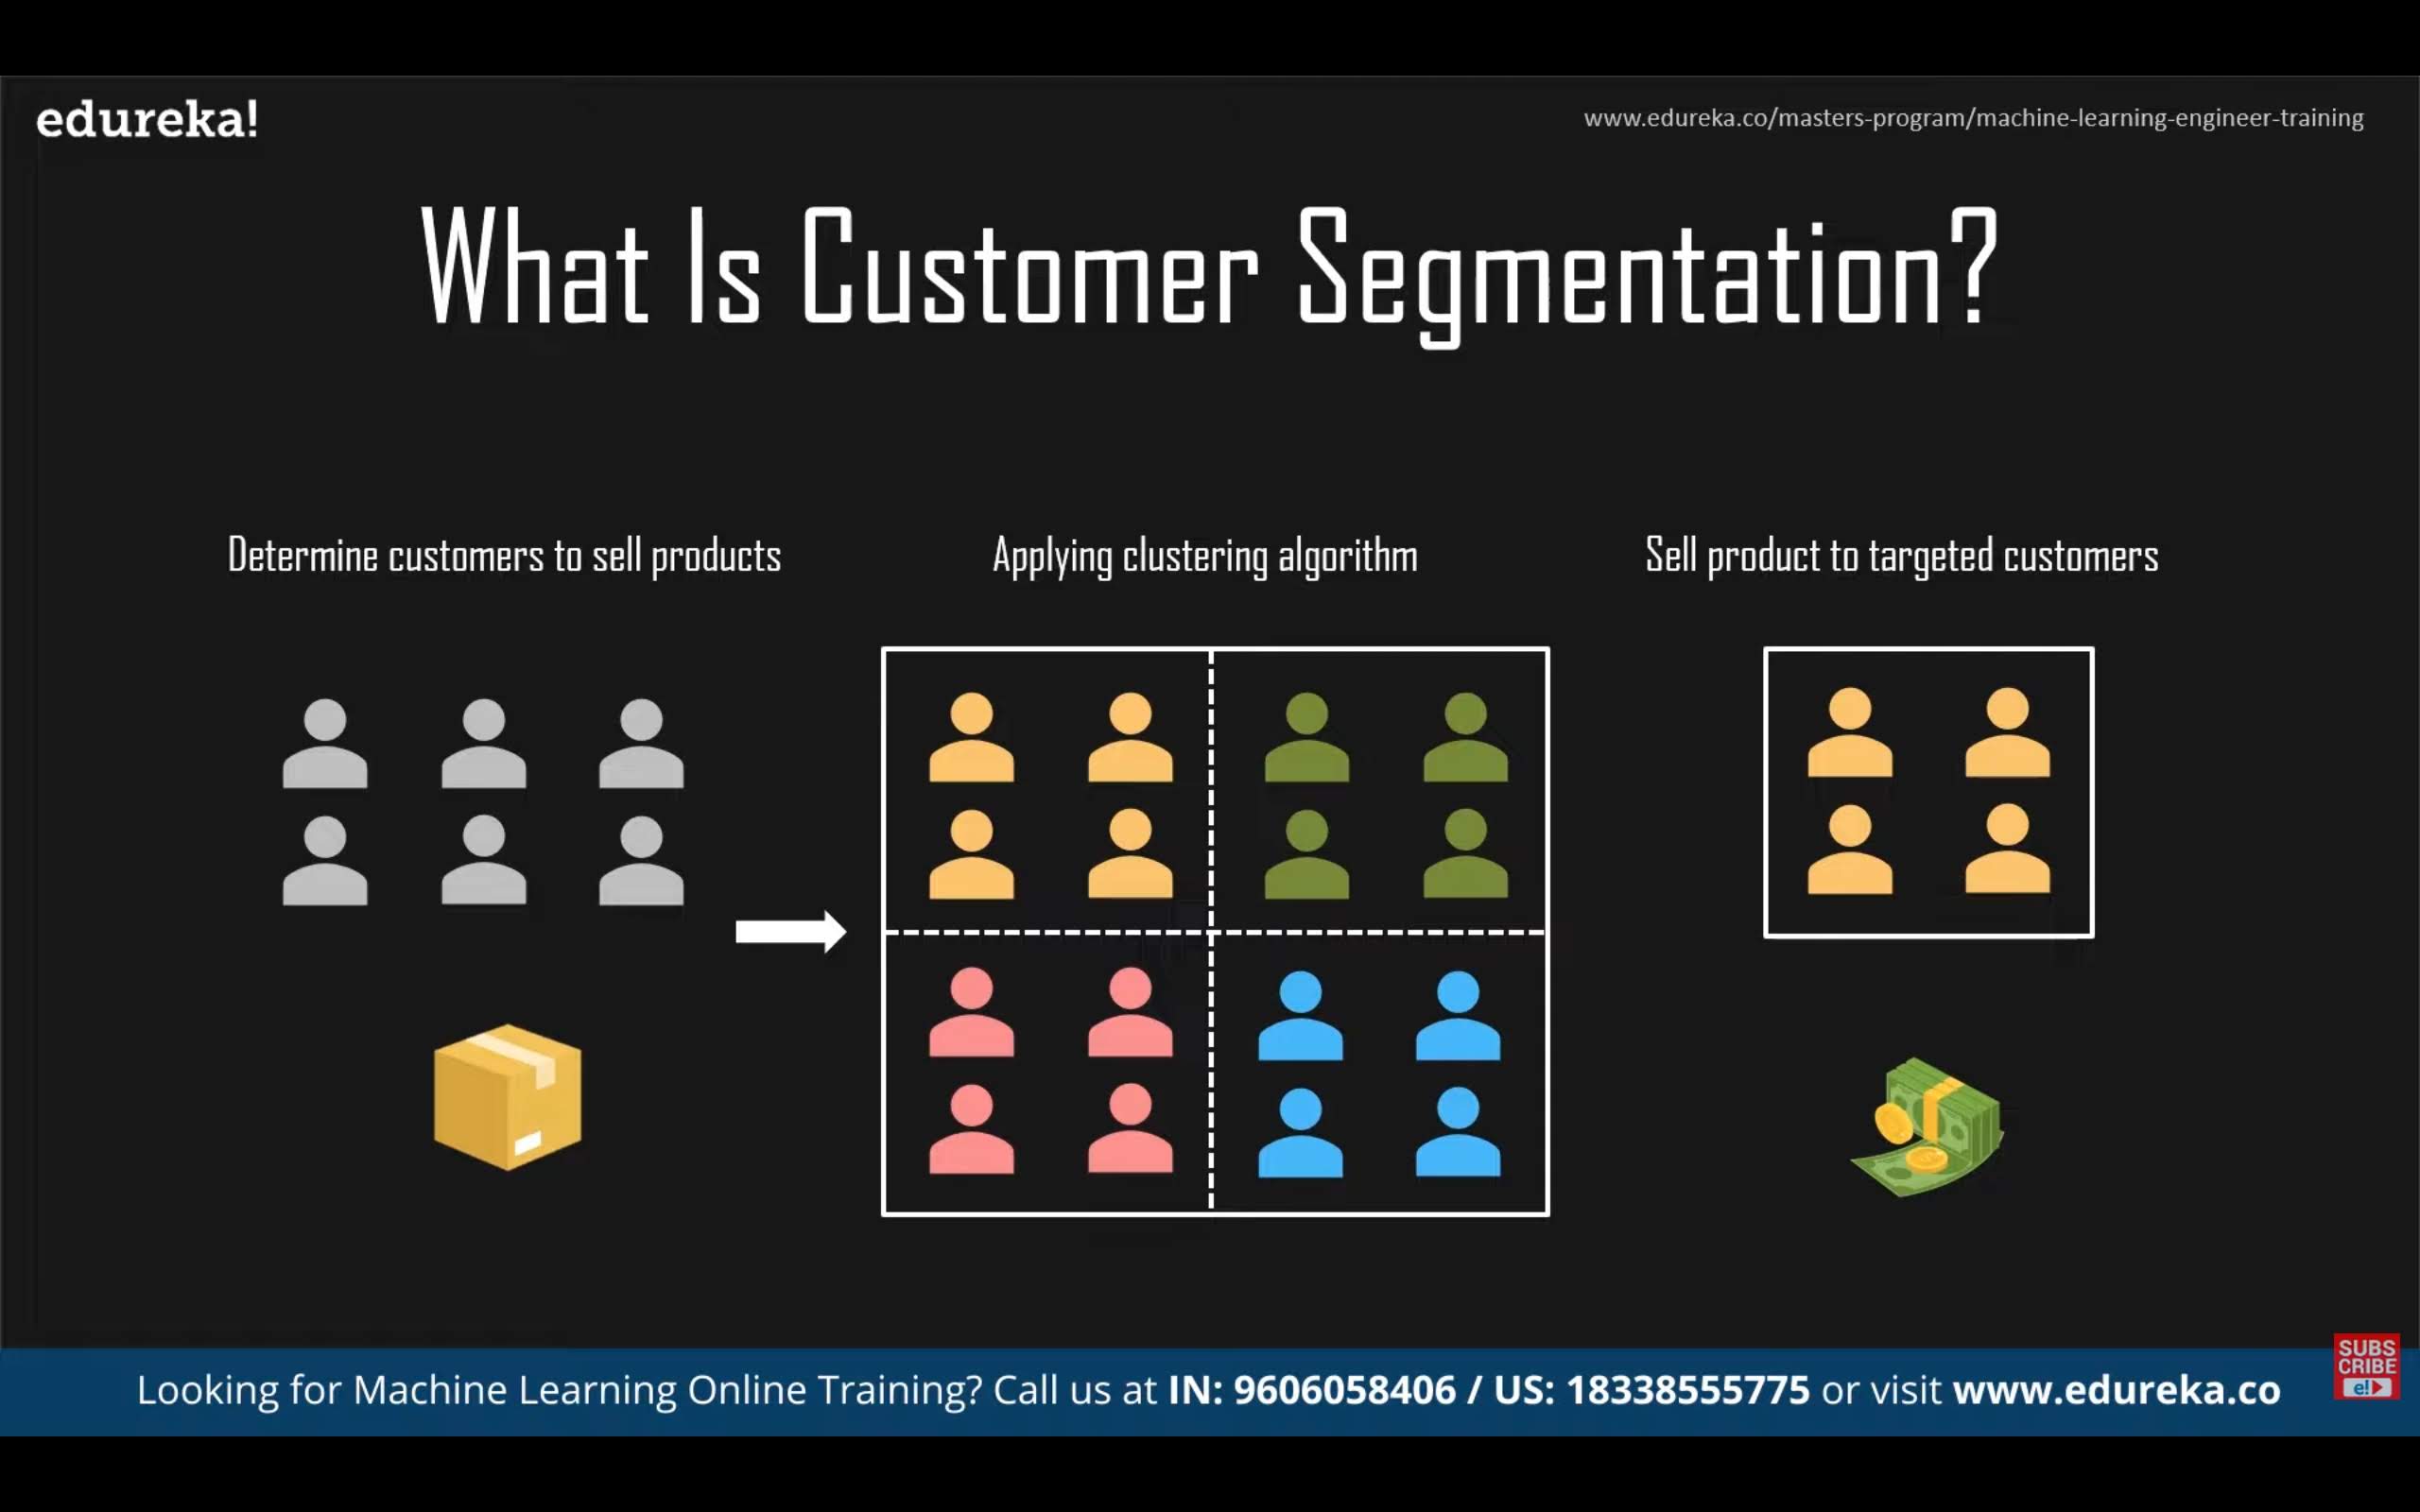 edureka!
www.edureka.co/masters-program/machine-learning-engineer-training
What Is Customer Segmentation?
Determine customers to sell products
Applying clustering algorithm
Sell product to targeted customers
Looking for Machine Learning Online Training? Call us at IN: 9606058406 / US: 18338555775 or visit www.edureka.co
SUBS
CRIBE
e!